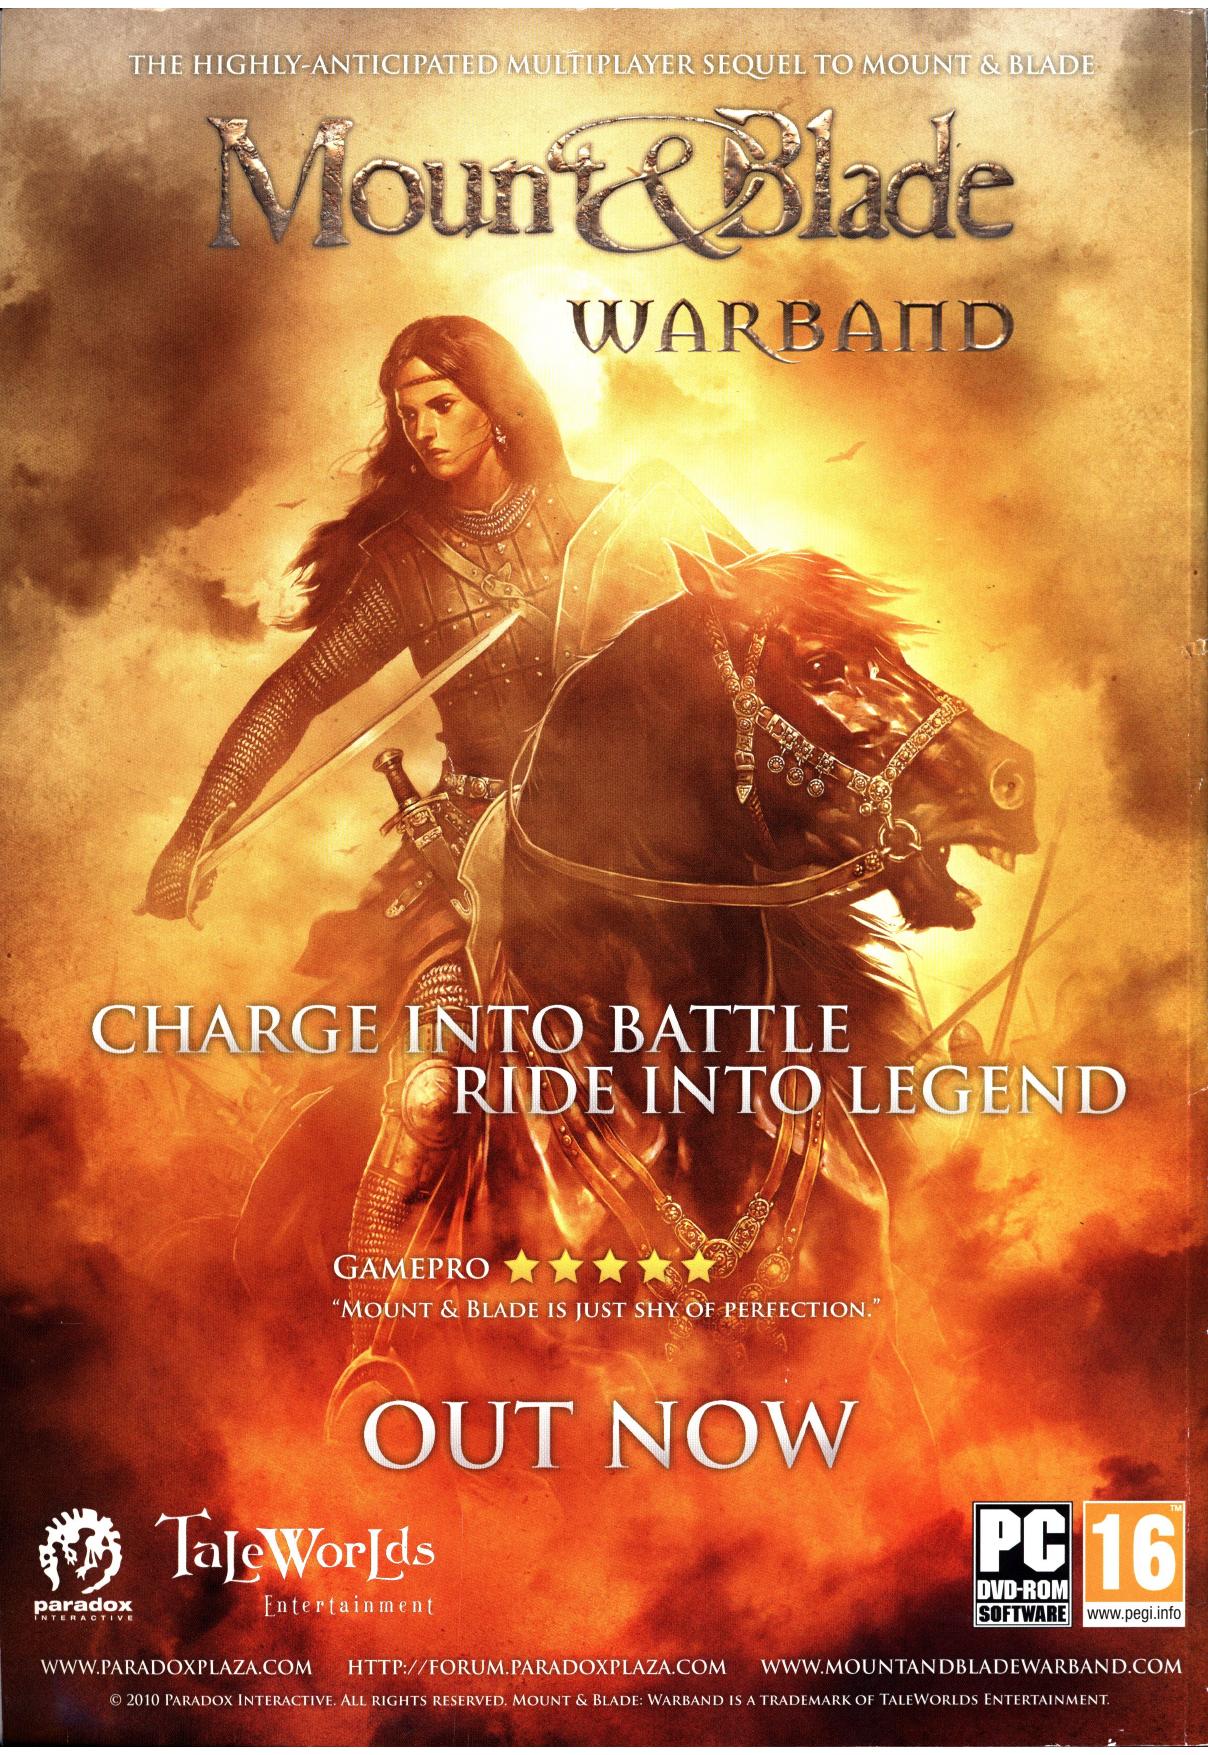 THE HIGHLY-ANTICIPATED MULTIPLAYER SEQUEL TO MOUNT & BLADE
Mount & Blade
WARBAND
CHARGE INTO BATTLE
RIDE INTO LEGEND
GAMEPRO ★★★★★
“MOUNT & BLADE IS JUST SHY OF PERFECTION.”
OUT NOW
paradox
INTERACTIVE
TaleWorlds
Entertainment
PC
DVD-ROM
SOFTWARE
16
TM
www.pegi.info
WWW.PARADOXPLAZA.COM HTTP://FORUM.PARADOXPLAZA.COM WWW.MOUNTANDBLADEWARBAND.COM
© 2010 PARADOX INTERACTIVE. ALL RIGHTS RESERVED. MOUNT & BLADE: WARBAND IS A TRADEMARK OF TALEWORLDS ENTERTAINMENT.